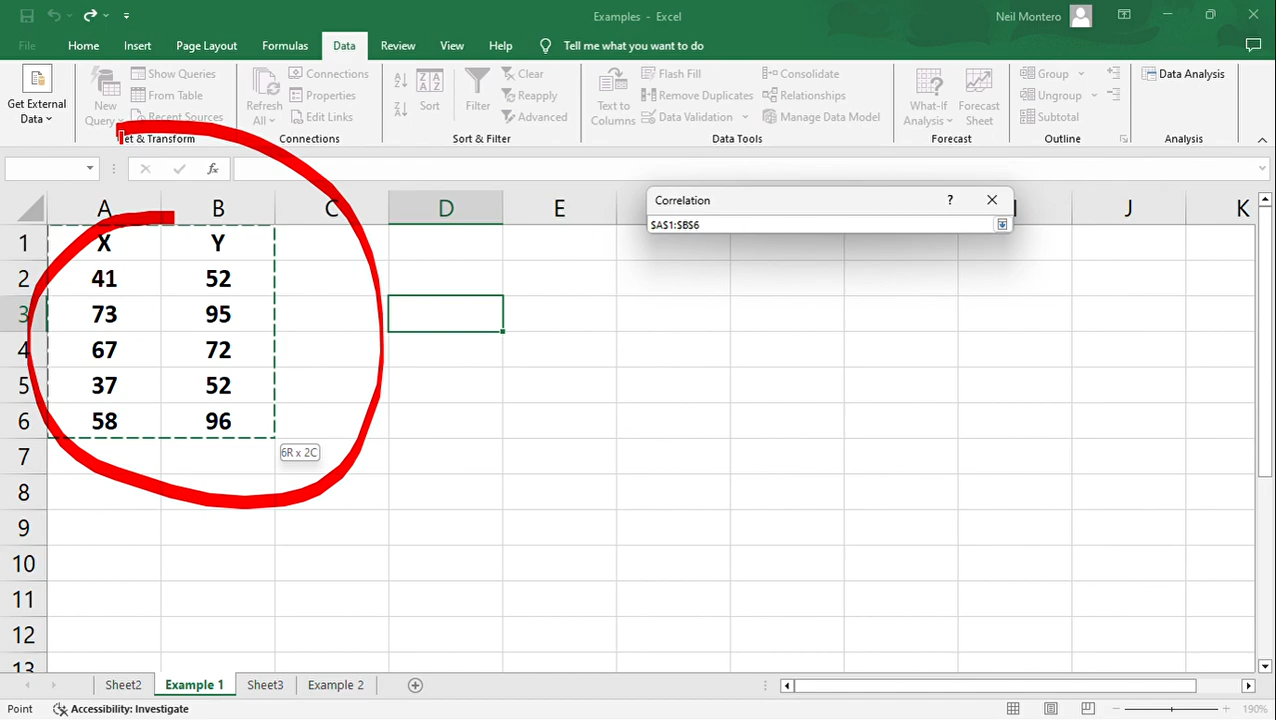 Examples - Excel
Neil Montero
File Home Insert Page Layout Formulas Data Review View Help Tell me what you want to do
Get External Data
New Query
Show Queries
From Table
Recent Sources
Get & Transform
Refresh All
Connections
Properties
Edit Links
Connections
Sort
Filter
Clear
Reapply
Advanced
Sort & Filter
Text to Columns
Flash Fill
Remove Duplicates
Data Validation
Consolidate
Relationships
Manage Data Model
Data Tools
What-If Analysis
Forecast Sheet
Forecast
Group
Ungroup
Subtotal
Outline
Data Analysis
Analysis
fx
Correlation ?
$A$1:$B$6
A B C D E I J K
1 X Y
2 41 52
3 73 95
4 67 72
5 37 52
6 58 96
6R x 2C
7
8
9
10
11
12
13
Sheet2 Example 1 Sheet3 Example 2
Point Accessibility: Investigate 190%